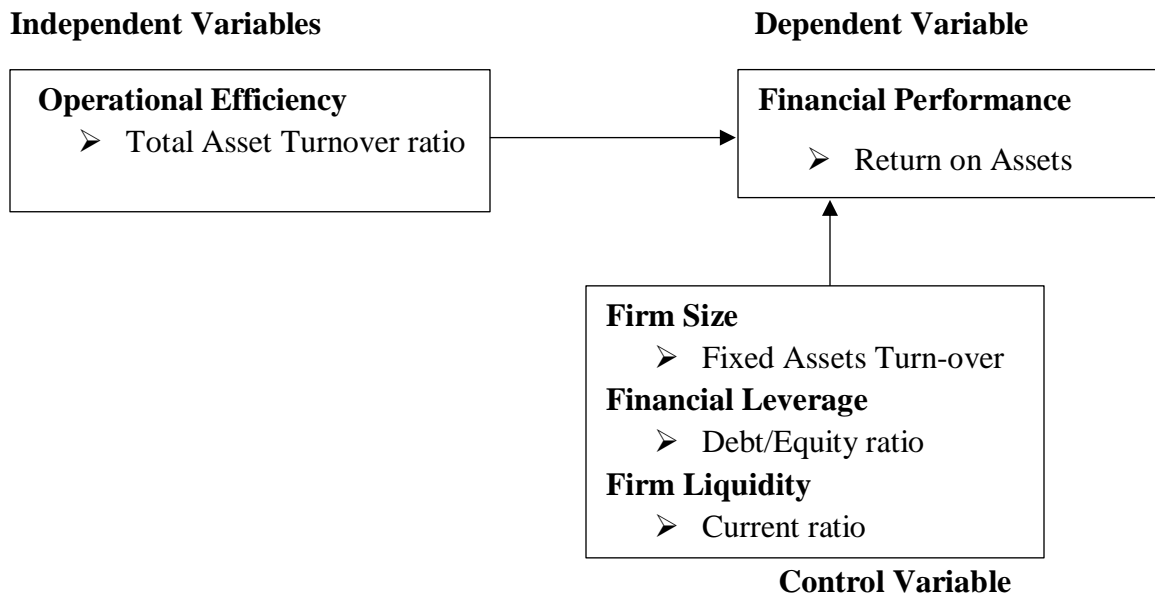 Independent Variables
Dependent Variable
Operational Efficiency
➢ Total Asset Turnover ratio
Financial Performance
➢ Return on Assets
Firm Size
➢ Fixed Assets Turn-over
Financial Leverage
➢ Debt/Equity ratio
Firm Liquidity
➢ Current ratio
Control Variable